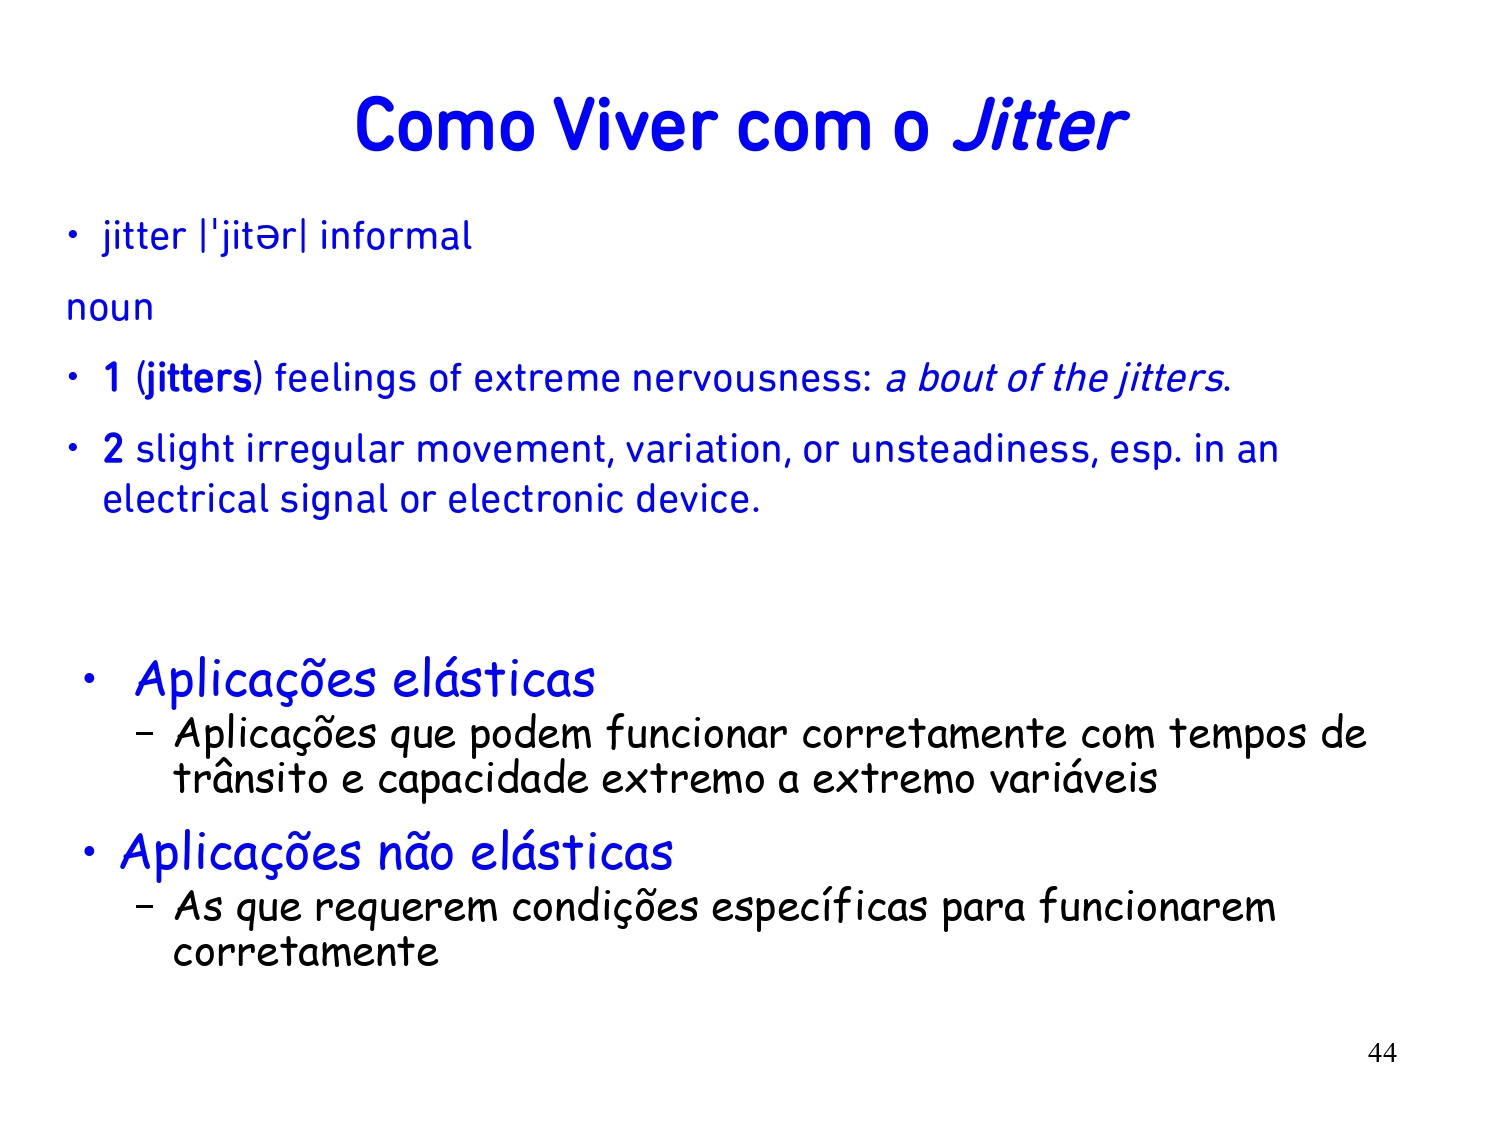 Como Viver com o Jitter
• jitter |ˈjitər| informal
noun
• 1 (jitters) feelings of extreme nervousness: a bout of the jitters.
• 2 slight irregular movement, variation, or unsteadiness, esp. in an
electrical signal or electronic device.
• Aplicações elásticas
– Aplicações que podem funcionar corretamente com tempos de
trânsito e capacidade extremo a extremo variáveis
• Aplicações não elásticas
– As que requerem condições específicas para funcionarem
corretamente
44